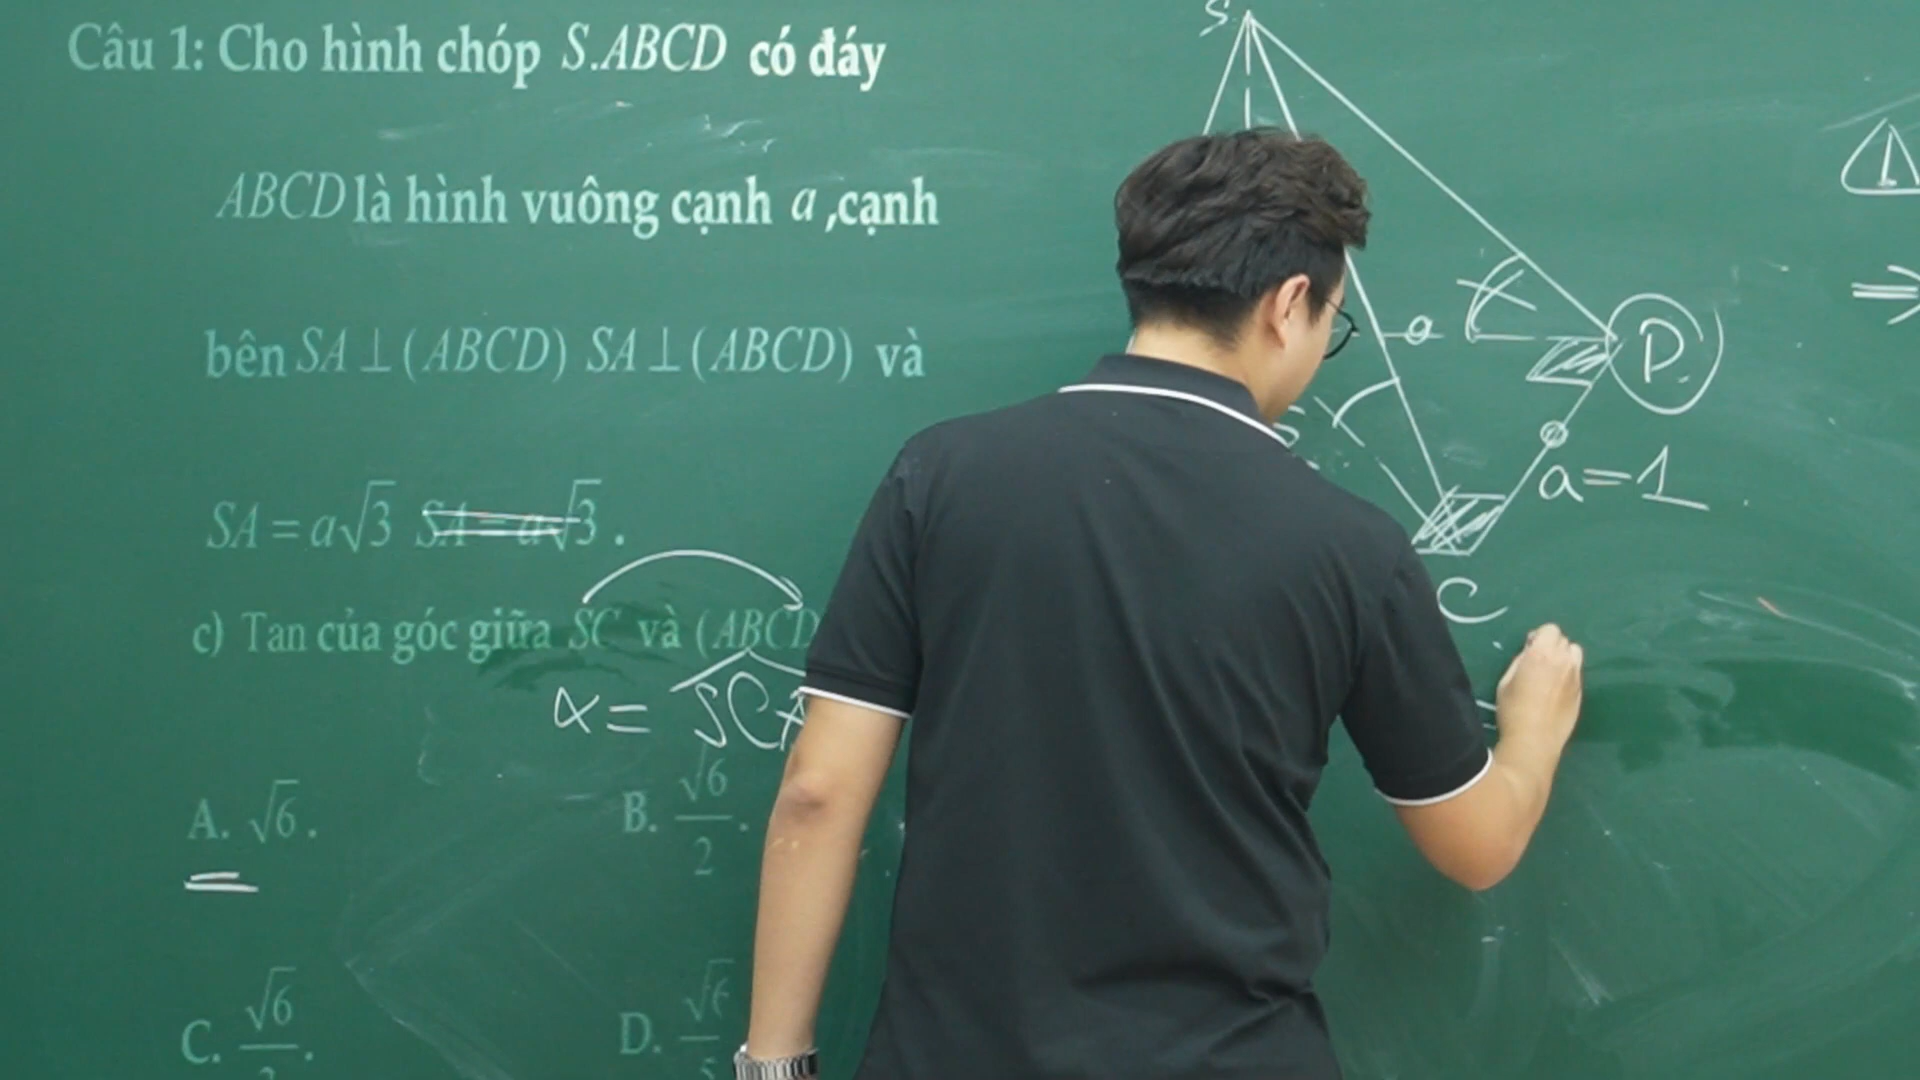 Câu 1: Cho hình chóp S.ABCD có đáy
ABCD là hình vuông cạnh a ,cạnh
bên SA ⊥ (ABCD) SA ⊥ (ABCD) và
SA = a√3 SA = a√3 .
c) Tan của góc giữa SC và (ABCD
α = SCA
A. √6 .
B. √6/2 .
C. √6
D. √6
S
a
D
a = 1
C
1
⇒